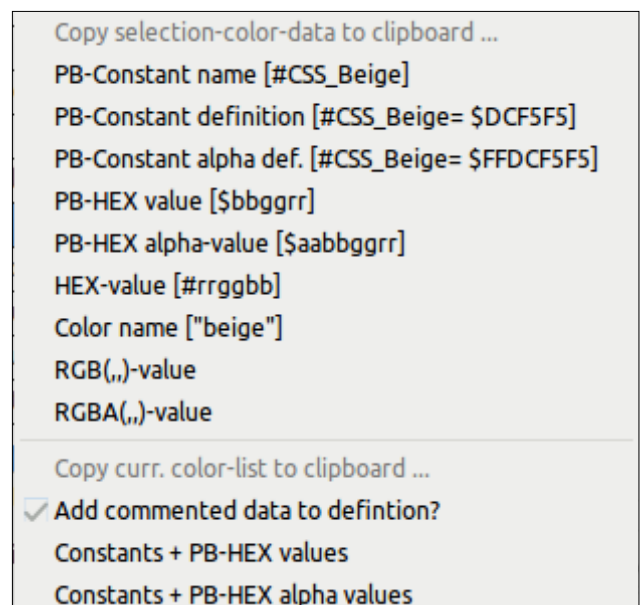 Copy selection-color-data to clipboard ...
PB-Constant name [#CSS_Beige]
PB-Constant definition [#CSS_Beige= $DCF5F5]
PB-Constant alpha def. [#CSS_Beige= $FFDCF5F5]
PB-HEX value [$bbggrr]
PB-HEX alpha-value [$aabbggrr]
HEX-value [#rrggbb]
Color name ["beige"]
RGB(,,)-value
RGBA(,,)-value
Copy curr. color-list to clipboard ...
Add commented data to defintion?
Constants + PB-HEX values
Constants + PB-HEX alpha values